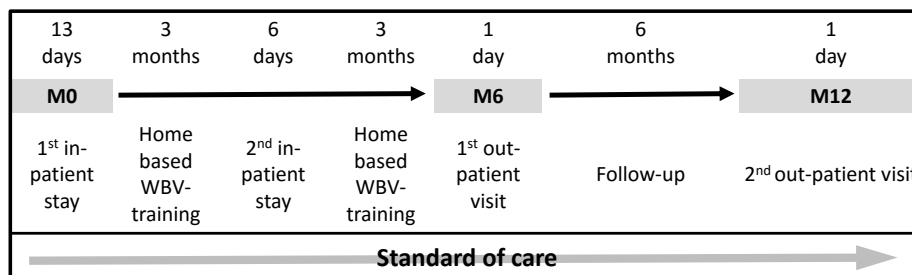 13 days
3 months
6 days
3 months
1 day
6 months
1 day
M0
M6
M12
1st in-patient stay
Home based WBV-training
2nd in-patient stay
Home based WBV-training
1st out-patient visit
Follow-up
2nd out-patient visit
Standard of care